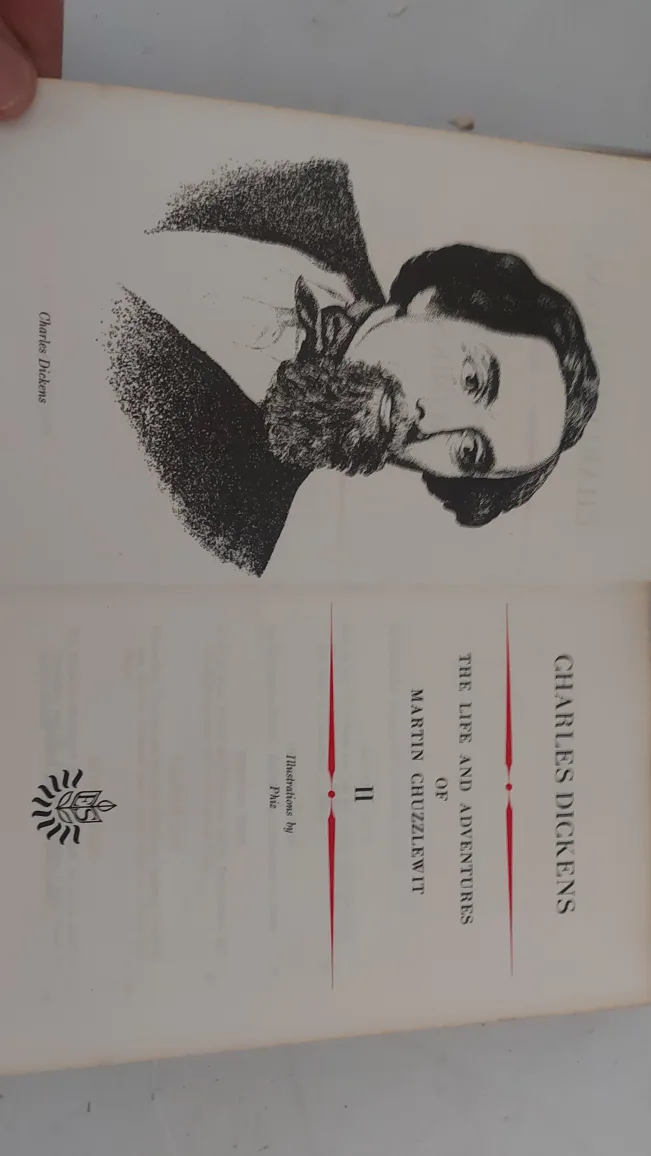 Charles Dickens
CHARLES DICKENS
THE LIFE AND ADVENTURES
OF
MARTIN CHUZZLEWIT
II
Illustrations by
Phiz